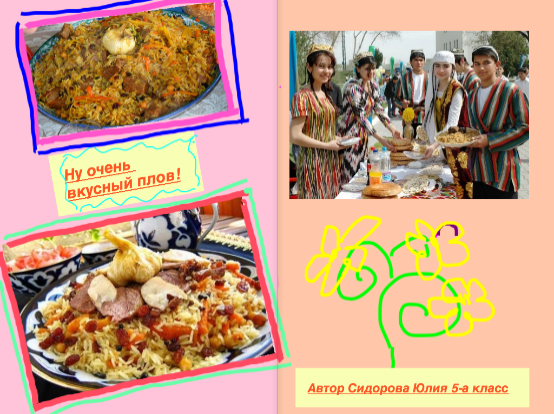 Ну очень
вкусный плов!
Автор Сидорова Юлия 5-а класс